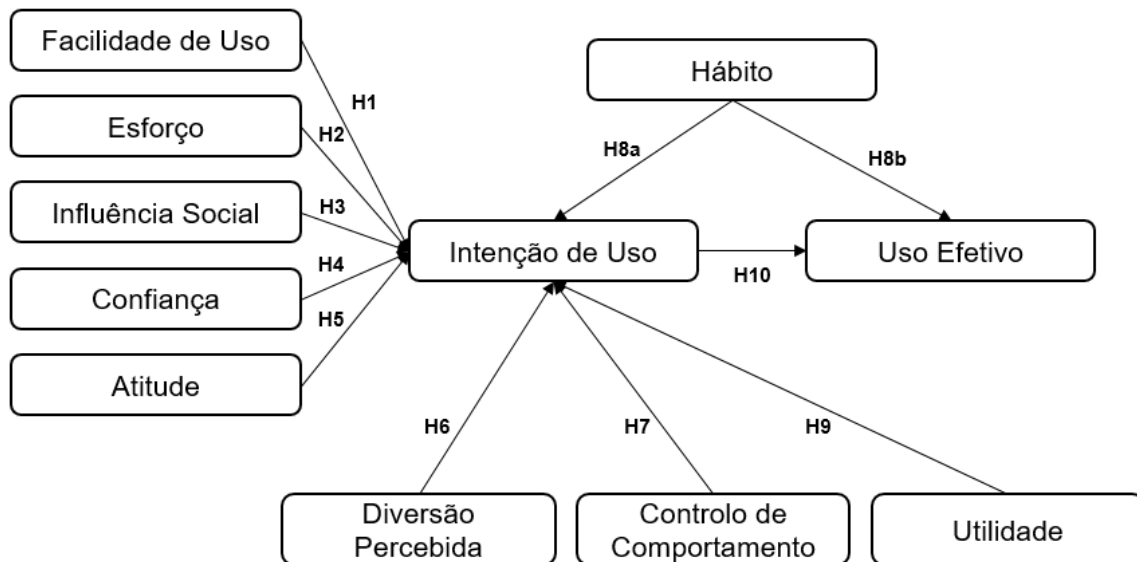 Facilidade de Uso
Esforço
Influência Social
Confiança
Atitude
H1
H2
H3
H4
H5
Hábito
H8a
H8b
Intenção de Uso
H10
Uso Efetivo
H6
H7
H9
Diversão
Percebida
Controlo de
Comportamento
Utilidade